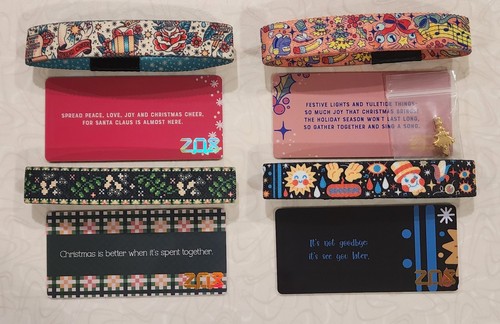 SPREAD PEACE, LOVE, JOY AND CHRISTMAS CHEER,
FOR SANTA CLAUS IS ALMOST HERE.
ZOX
FESTIVE LIGHTS AND YULETIDE THINGS,
SO MUCH JOY THAT CHRISTMAS BRINGS.
THE HOLIDAY SEASON WON'T LAST LONG,
SO GATHER TOGETHER AND SING A SONG.
Christmas is better when it's spent together.
ZOX
It's not goodbye;
it's see you later.
ZOX